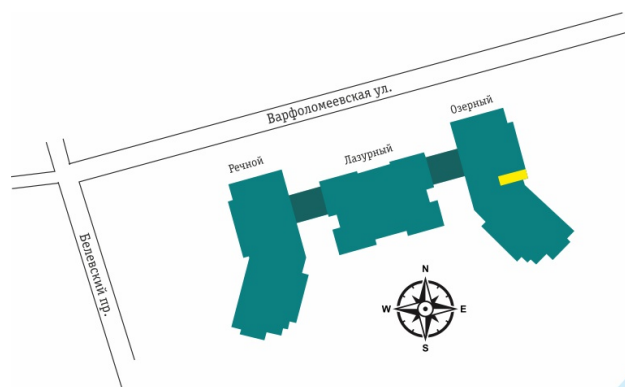 Варфоломеевская ул.
Озерный
Лазурный
Речной
Белевский пр.
N
W
E
S